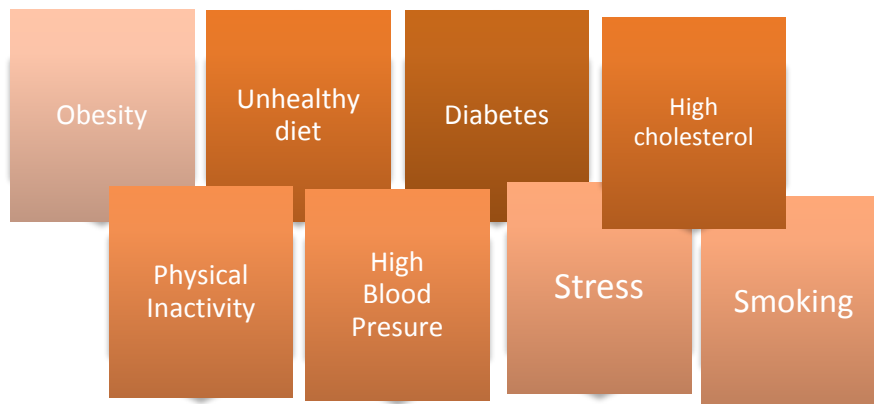 Obesity
Unhealthy
diet
Diabetes
High
cholesterol
Physical
Inactivity
High
Blood
Presure
Stress
Smoking